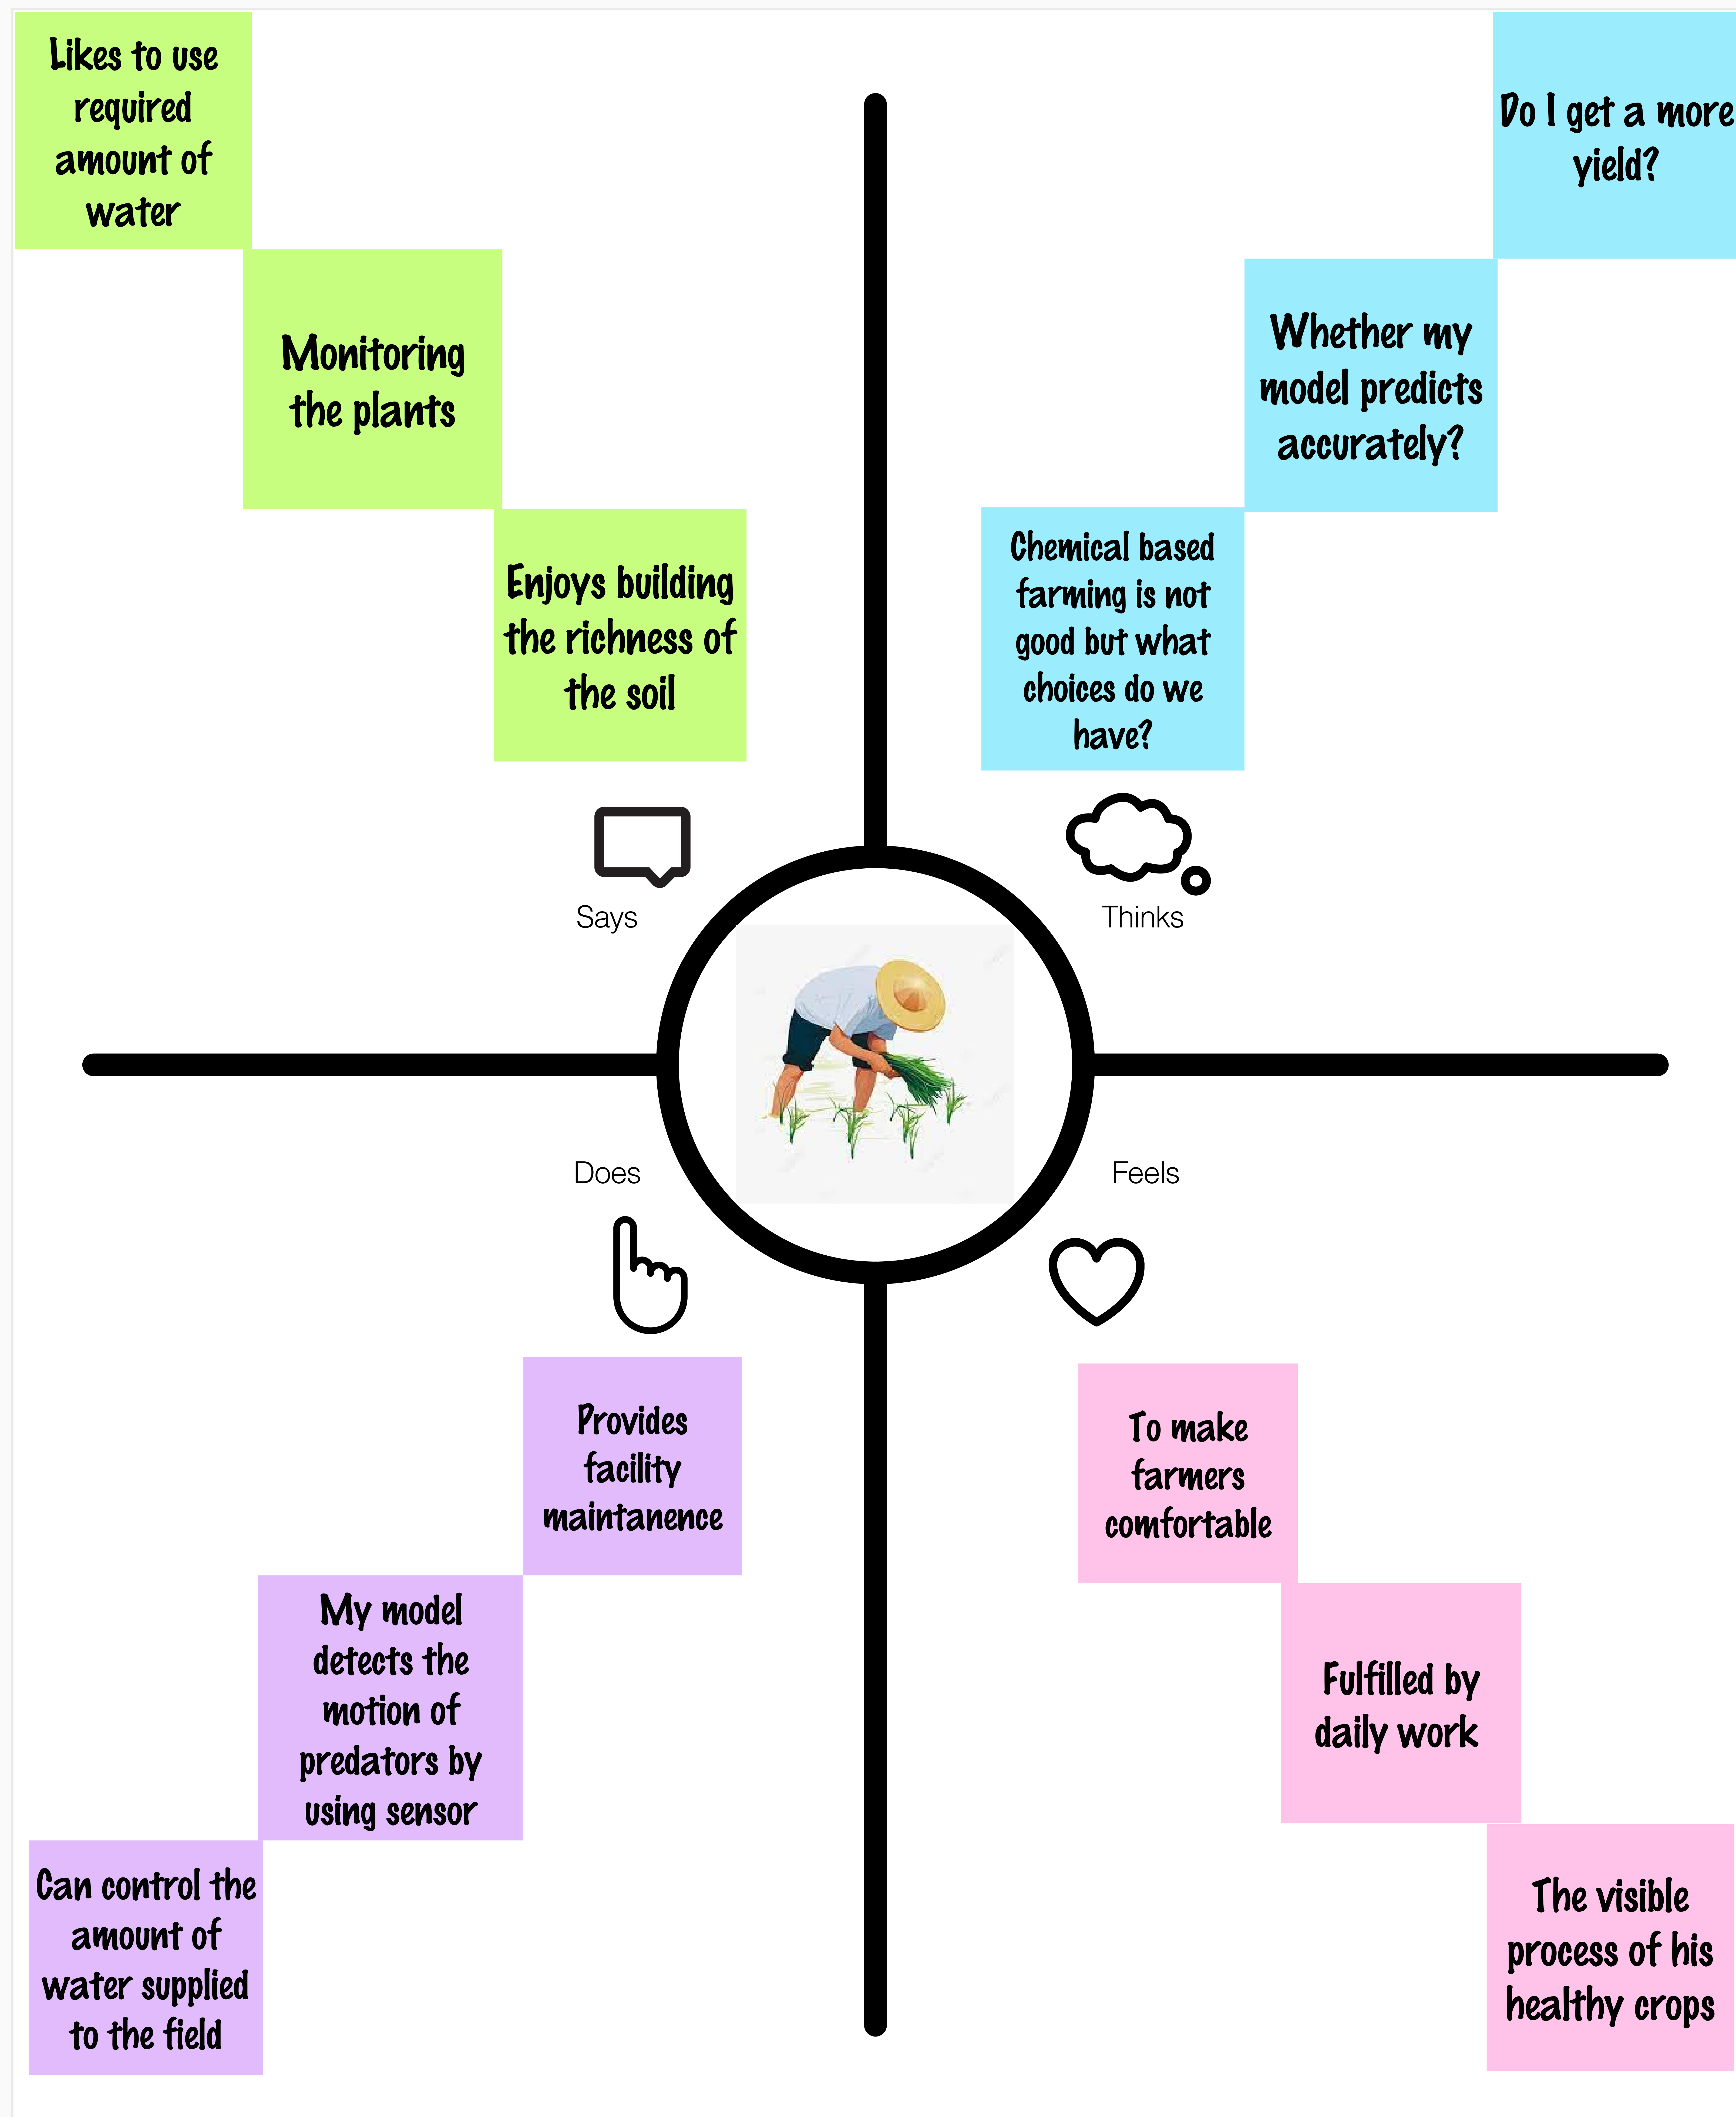 Likes to use
required
amount of
water
Monitoring
the plants
Enjoys building
the richness of
the soil
Says
Do I get a more
yield?
Whether my
model predicts
accurately?
Chemical based
farming is not
good but what
choices do we
have?
Thinks
Does
Provides
facility
maintanence
My model
detects the
motion of
predators by
using sensor
Can control the
amount of
water supplied
to the field
Feels
To make
farmers
comfortable
Fulfilled by
daily work
The visible
process of his
healthy crops